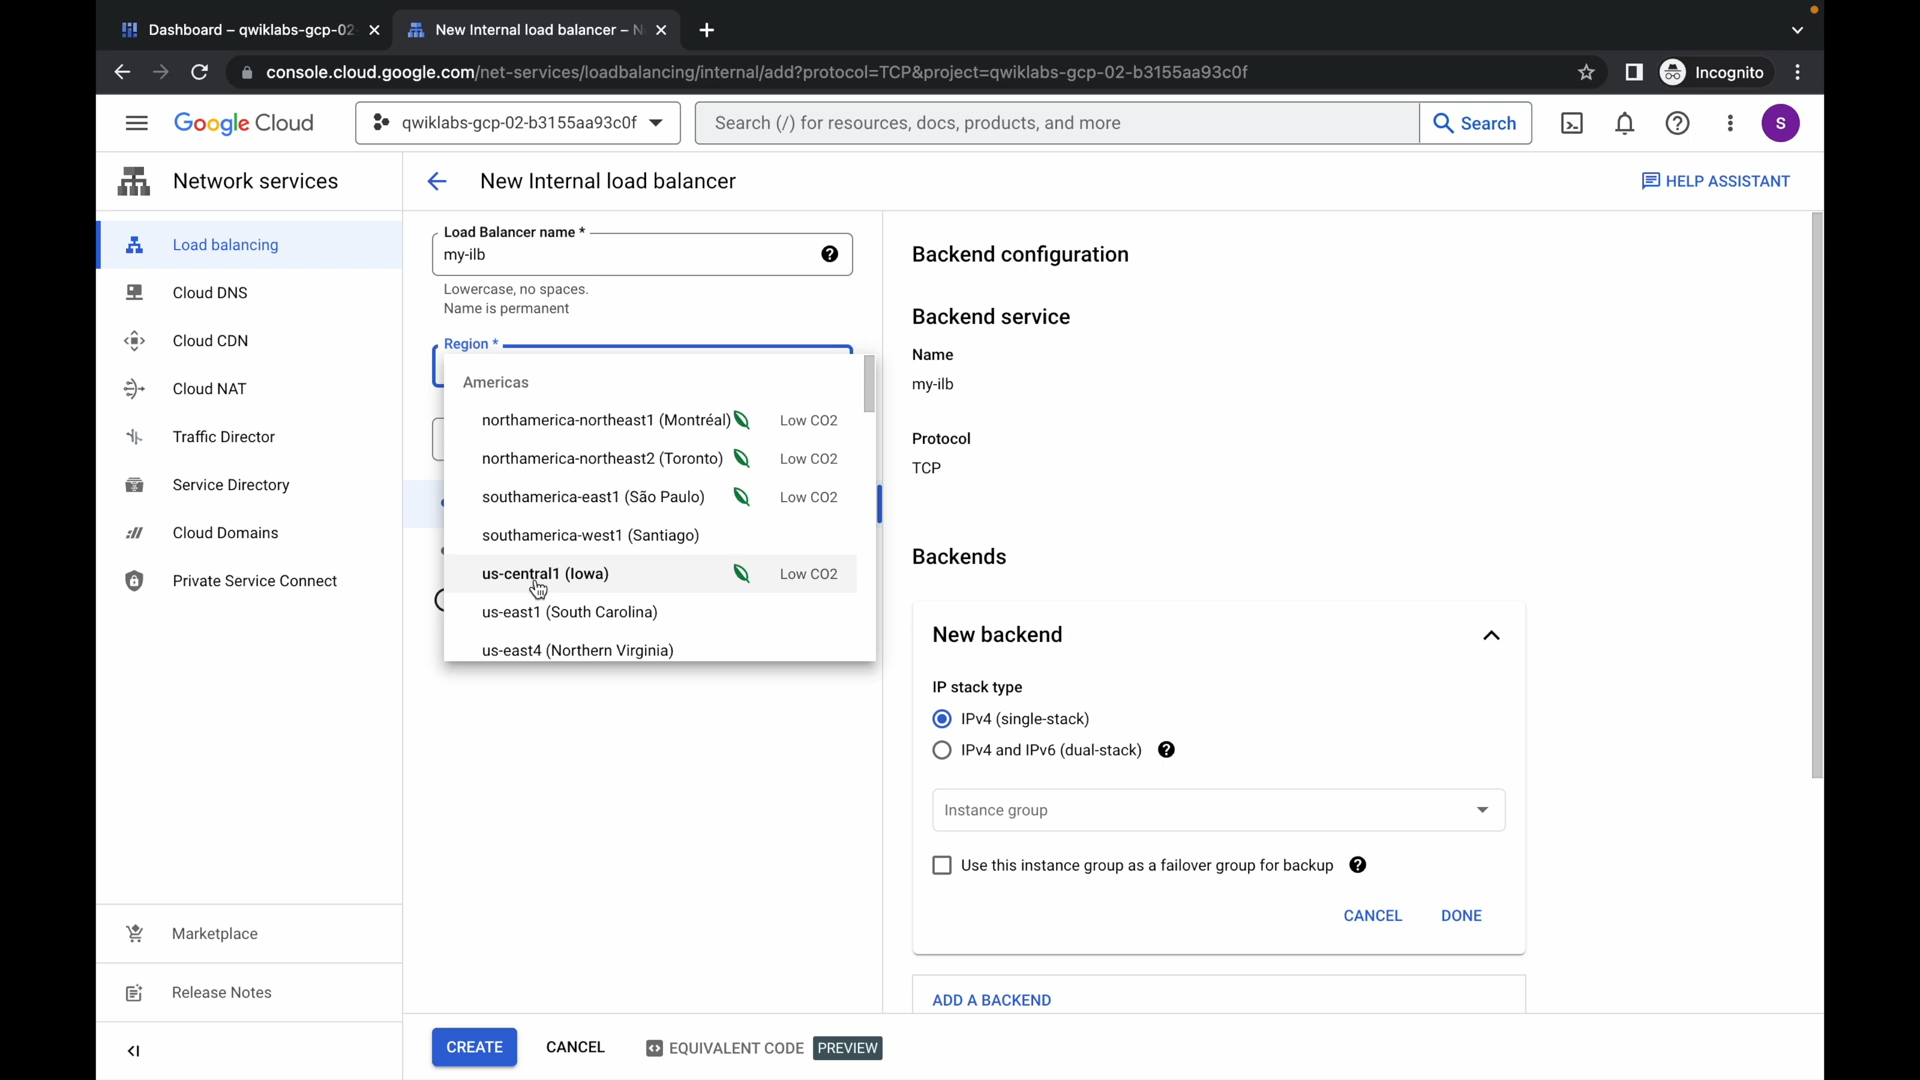 Dashboard – qwiklabs-gcp-02-
New Internal load balancer – N
console.cloud.google.com/net-services/loadbalancing/internal/add?protocol=TCP&project=qwiklabs-gcp-02-b3155aa93c0f
Incognito
Google Cloud
qwiklabs-gcp-02-b3155aa93c0f
Search (/) for resources, docs, products, and more
Search
S
Network services
New Internal load balancer
HELP ASSISTANT
Load balancing
Cloud DNS
Cloud CDN
Cloud NAT
Traffic Director
Service Directory
Cloud Domains
Private Service Connect
Marketplace
Release Notes
Load Balancer name *
my-ilb
Lowercase, no spaces.
Name is permanent
Region *
Americas
northamerica-northeast1 (Montréal) Low CO2
northamerica-northeast2 (Toronto) Low CO2
southamerica-east1 (São Paulo) Low CO2
southamerica-west1 (Santiago)
us-central1 (Iowa) Low CO2
us-east1 (South Carolina)
us-east4 (Northern Virginia)
Backend configuration
Backend service
Name
my-ilb
Protocol
TCP
Backends
New backend
IP stack type
IPv4 (single-stack)
IPv4 and IPv6 (dual-stack)
Instance group
Use this instance group as a failover group for backup
CANCEL DONE
ADD A BACKEND
CREATE CANCEL EQUIVALENT CODE PREVIEW